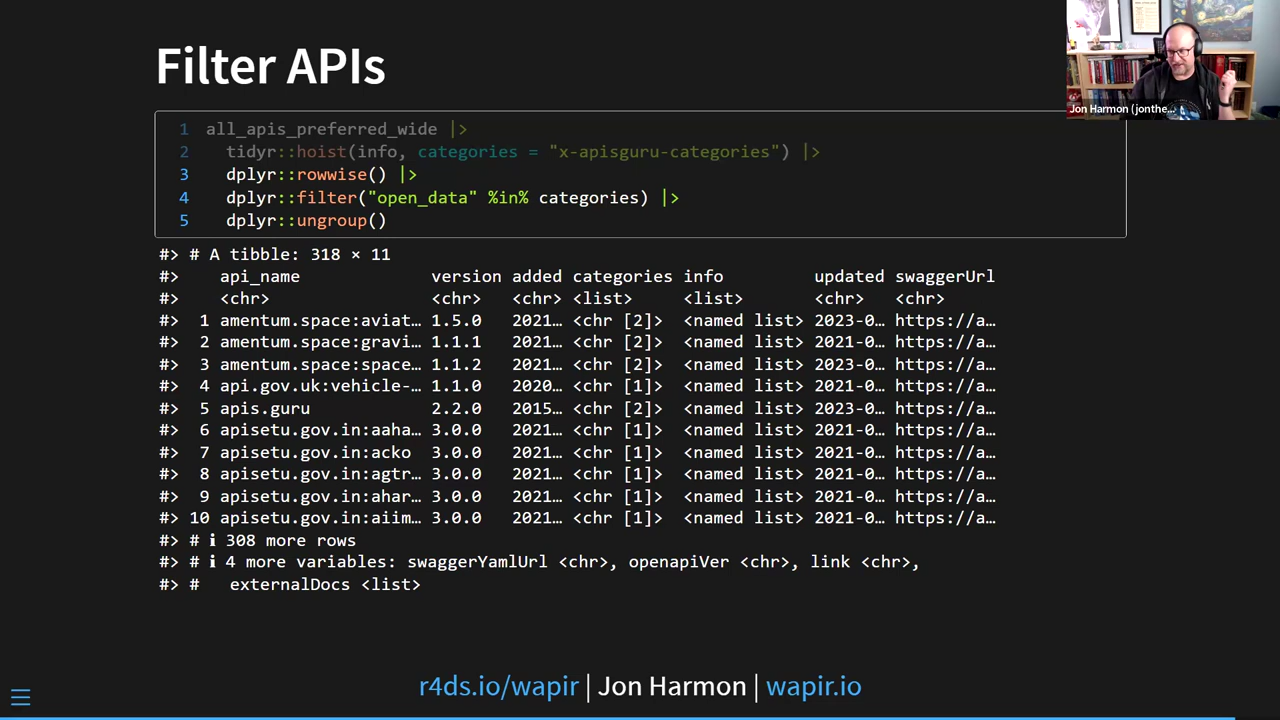 Filter APIs
Jon Harmon (jonthe...
1 all_apis_preferred_wide |>
2 tidyr::hoist(info, categories = "x-apisguru-categories") |>
3 dplyr::rowwise() |>
4 dplyr::filter("open_data" %in% categories) |>
5 dplyr::ungroup()
#> # A tibble: 318 × 11
#> api_name version added categories info updated swaggerUrl
#> <chr> <chr> <chr> <list> <list> <chr> <chr>
#> 1 amentum.space:aviat… 1.5.0 2021… <chr [2]> <named list> 2023-0… https://a…
#> 2 amentum.space:gravi… 1.1.1 2021… <chr [2]> <named list> 2021-0… https://a…
#> 3 amentum.space:space… 1.1.2 2021… <chr [2]> <named list> 2023-0… https://a…
#> 4 api.gov.uk:vehicle-… 1.1.0 2020… <chr [1]> <named list> 2021-0… https://a…
#> 5 apis.guru 2.2.0 2015… <chr [2]> <named list> 2023-0… https://a…
#> 6 apisetu.gov.in:aaha… 3.0.0 2021… <chr [1]> <named list> 2021-0… https://a…
#> 7 apisetu.gov.in:acko 3.0.0 2021… <chr [1]> <named list> 2021-0… https://a…
#> 8 apisetu.gov.in:agtr… 3.0.0 2021… <chr [1]> <named list> 2021-0… https://a…
#> 9 apisetu.gov.in:ahar… 3.0.0 2021… <chr [1]> <named list> 2021-0… https://a…
#> 10 apisetu.gov.in:aiim… 3.0.0 2021… <chr [1]> <named list> 2021-0… https://a…
#> # ℹ 308 more rows
#> # ℹ 4 more variables: swaggerYamlUrl <chr>, openapiVer <chr>, link <chr>,
#> # externalDocs <list>
r4ds.io/wapir | Jon Harmon | wapir.io